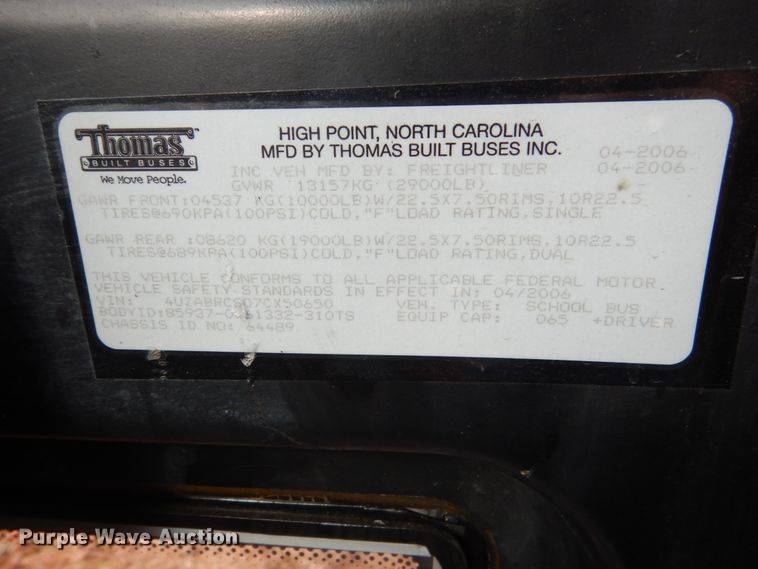 Thomas
BUILT BUSES
We Move People.
HIGH POINT, NORTH CAROLINA
MFD BY THOMAS BUILT BUSES INC. 04-2006
INC VEH MFD BY: FREIGHTLINER 04-2006
GVWR 13157KG (29000LB)
GAWR FRONT:04537 KG(10000LB)W/22.5X7.50RIMS,10R22.5
TIRES@690KPA(100PSI)COLD,"F"LOAD RATING,SINGLE
GAWR REAR :08620 KG(19000LB)W/22.5X7.50RIMS,10R22.5
TIRES@689KPA(100PSI)COLD,"F"LOAD RATING,DUAL
THIS VEHICLE CONFORMS TO ALL APPLICABLE FEDERAL MOTOR
VEHICLE SAFETY STANDARDS IN EFFECT IN: 04/2006
VIN: 4UZABRCS07CX50650 VEH. TYPE: SCHOOL BUS
EQUIP CAP: 065 +DRIVER
CHASSIS ID NO: 64489
Purple Wave Auction